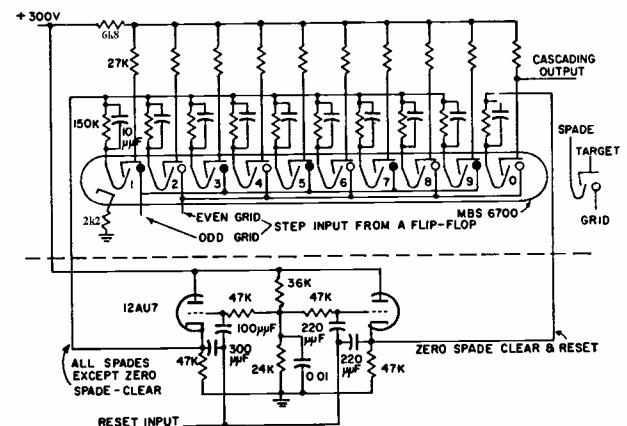 +300V
6k8
27K
CASCADING
OUTPUT
150K
10
µµF
1
2
3
4
5
6
7
8
9
0
SPADE
TARGET
GRID
2k2
EVEN GRID
ODD GRID
STEP INPUT FROM A FLIP-FLOP
MBS 6700
12AU7
36K
47K
47K
100µµF
220
µµF
300
µµF
47K
24K
0.01
220
µµF
47K
ALL SPADES
EXCEPT ZERO
SPADE-CLEAR
ZERO SPADE CLEAR & RESET
RESET INPUT